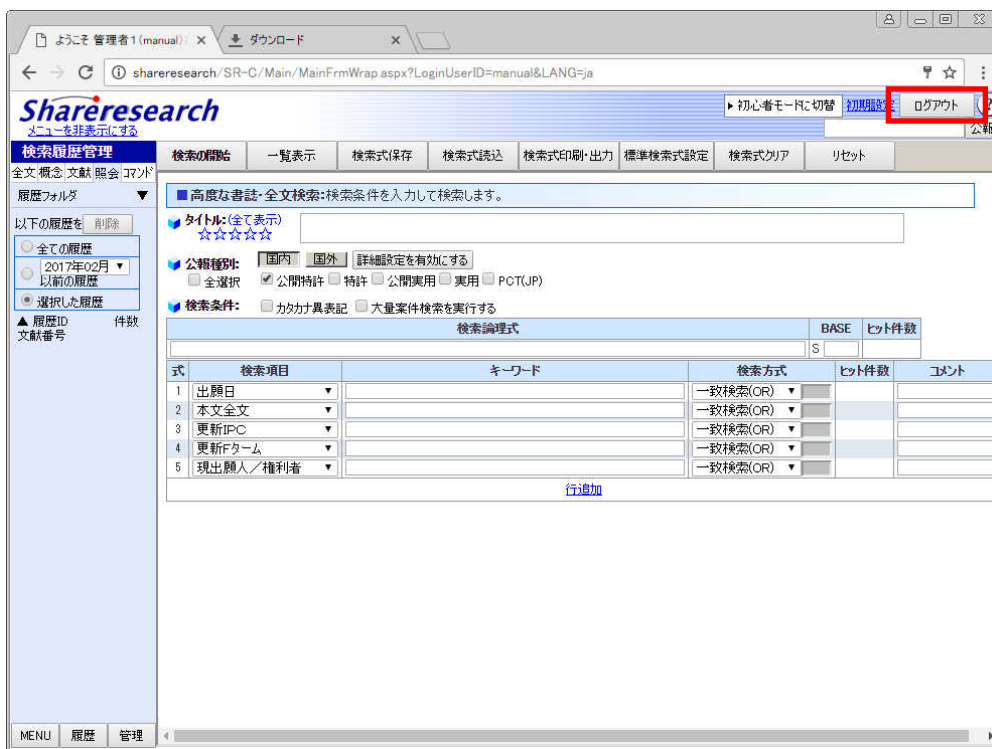 ようこそ 管理者1(manual)
ダウンロード
shareresearch/SR-C/Main/MainFrmWrap.aspx?LoginUserID=manual&LANG=ja
Shareresearch
メニューを非表示にする
▶初心者モードに切替 初期設定 ログアウト
公報
検索履歴管理
検索の開始 一覧表示 検索式保存 検索式読込 検索式印刷・出力 標準検索式設定 検索式クリア リセット
全文 概念 文献 照会 コマンド
履歴フォルダ ▼
以下の履歴を 削除
全ての履歴
2017年02月 ▼
以前の履歴
選択した履歴
▲ 履歴ID 件数
文献番号
■高度な書誌・全文検索:検索条件を入力して検索します。
タイトル:(全て表示)
☆☆☆☆☆
公報種別: 国内 国外 詳細設定を有効にする
全選択 公開特許 特許 公開実用 実用 PCT(JP)
検索条件: カタカナ異表記 大量案件検索を実行する
検索論理式 BASE ヒット件数
S
式 検索項目 キーワード 検索方式 ヒット件数 コメント
1 出願日 ▼ 一致検索(OR) ▼
2 本文全文 ▼ 一致検索(OR) ▼
3 更新IPC ▼ 一致検索(OR) ▼
4 更新Fターム ▼ 一致検索(OR) ▼
5 現出願人/権利者 ▼ 一致検索(OR) ▼
行追加
MENU 履歴 管理